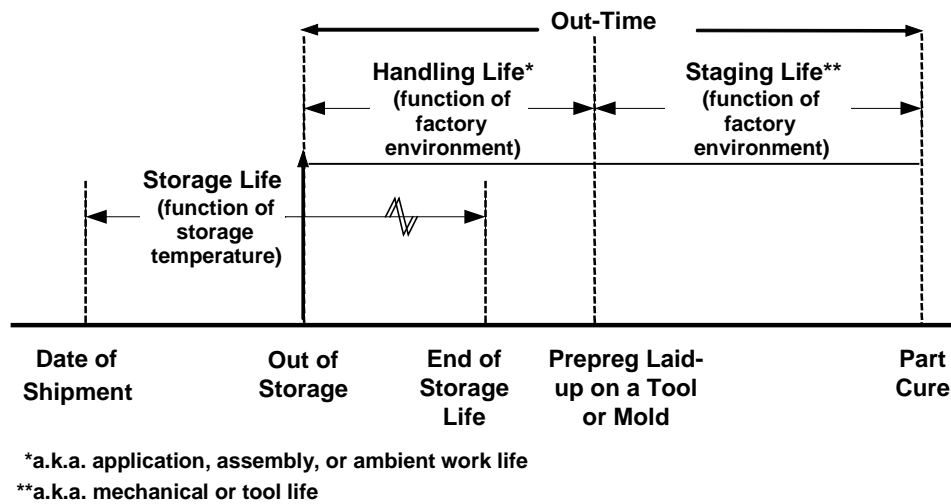 Out-Time
Handling Life*
(function of
factory
environment)
Staging Life**
(function of
factory
environment)
Storage Life
(function of
storage
temperature)
Date of
Shipment
Out of
Storage
End of
Storage
Life
Prepreg Laid-
up on a Tool
or Mold
Part
Cure
*a.k.a. application, assembly, or ambient work life
**a.k.a. mechanical or tool life